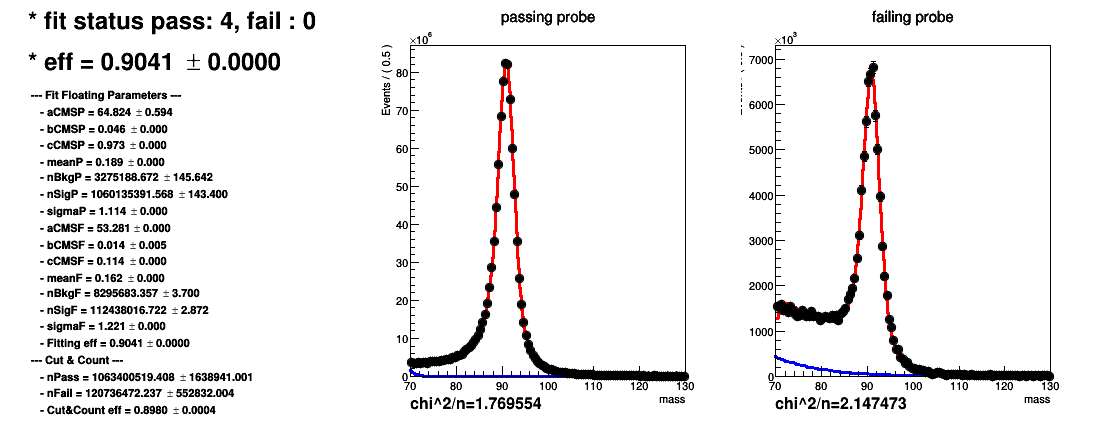 * fit status pass: 4, fail : 0
* eff = 0.9041 ± 0.0000
--- Fit Floating Parameters ---
- aCMSP = 64.824 ± 0.594
- bCMSP = 0.046 ± 0.000
- cCMSP = 0.973 ± 0.000
- meanP = 0.189 ± 0.000
- nBkgP = 3275188.672 ± 145.642
- nSigP = 1060135391.568 ± 143.400
- sigmaP = 1.114 ± 0.000
- aCMSF = 53.281 ± 0.000
- bCMSF = 0.014 ± 0.005
- cCMSF = 0.114 ± 0.000
- meanF = 0.162 ± 0.000
- nBkgF = 8295683.357 ± 3.700
- nSigF = 112438016.722 ± 2.872
- sigmaF = 1.221 ± 0.000
- Fitting eff = 0.9041 ± 0.0000
--- Cut & Count ---
- nPass = 1063400519.408 ± 1638941.001
- nFail = 120736472.237 ± 552832.004
- Cut&Count eff = 0.8980 ± 0.0004
passing probe
×10⁶
Events / ( 0.5 )
80
70
60
50
40
30
20
10
0
70 80 90 100 110 120 130
mass
chi^2/n=1.769554
failing probe
×10³
7000
6000
5000
4000
3000
2000
1000
0
70 80 90 100 110 120 130
mass
chi^2/n=2.147473